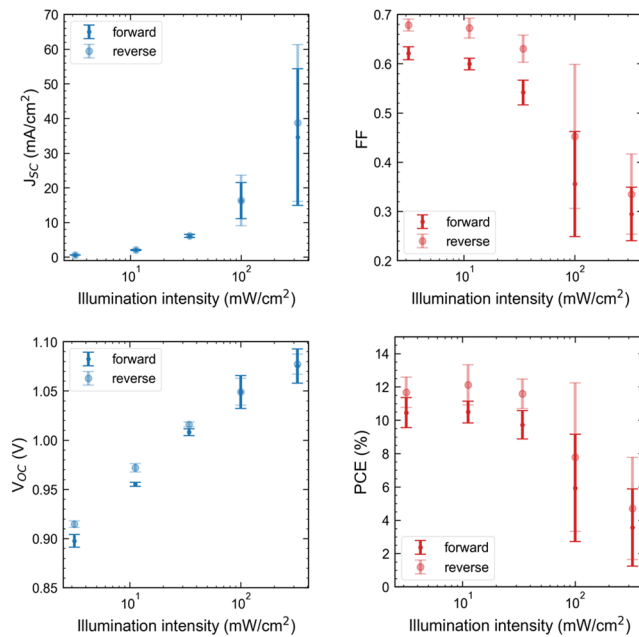 70
60
50
40
30
20
10
0
J_SC (mA/cm²)
forward
reverse
10¹
10²
Illumination intensity (mW/cm²)
0.7
0.6
0.5
0.4
0.3
0.2
FF
forward
reverse
10¹
10²
Illumination intensity (mW/cm²)
1.10
1.05
1.00
0.95
0.90
0.85
V_OC (V)
forward
reverse
10¹
10²
Illumination intensity (mW/cm²)
14
12
10
8
6
4
2
0
PCE (%)
forward
reverse
10¹
10²
Illumination intensity (mW/cm²)